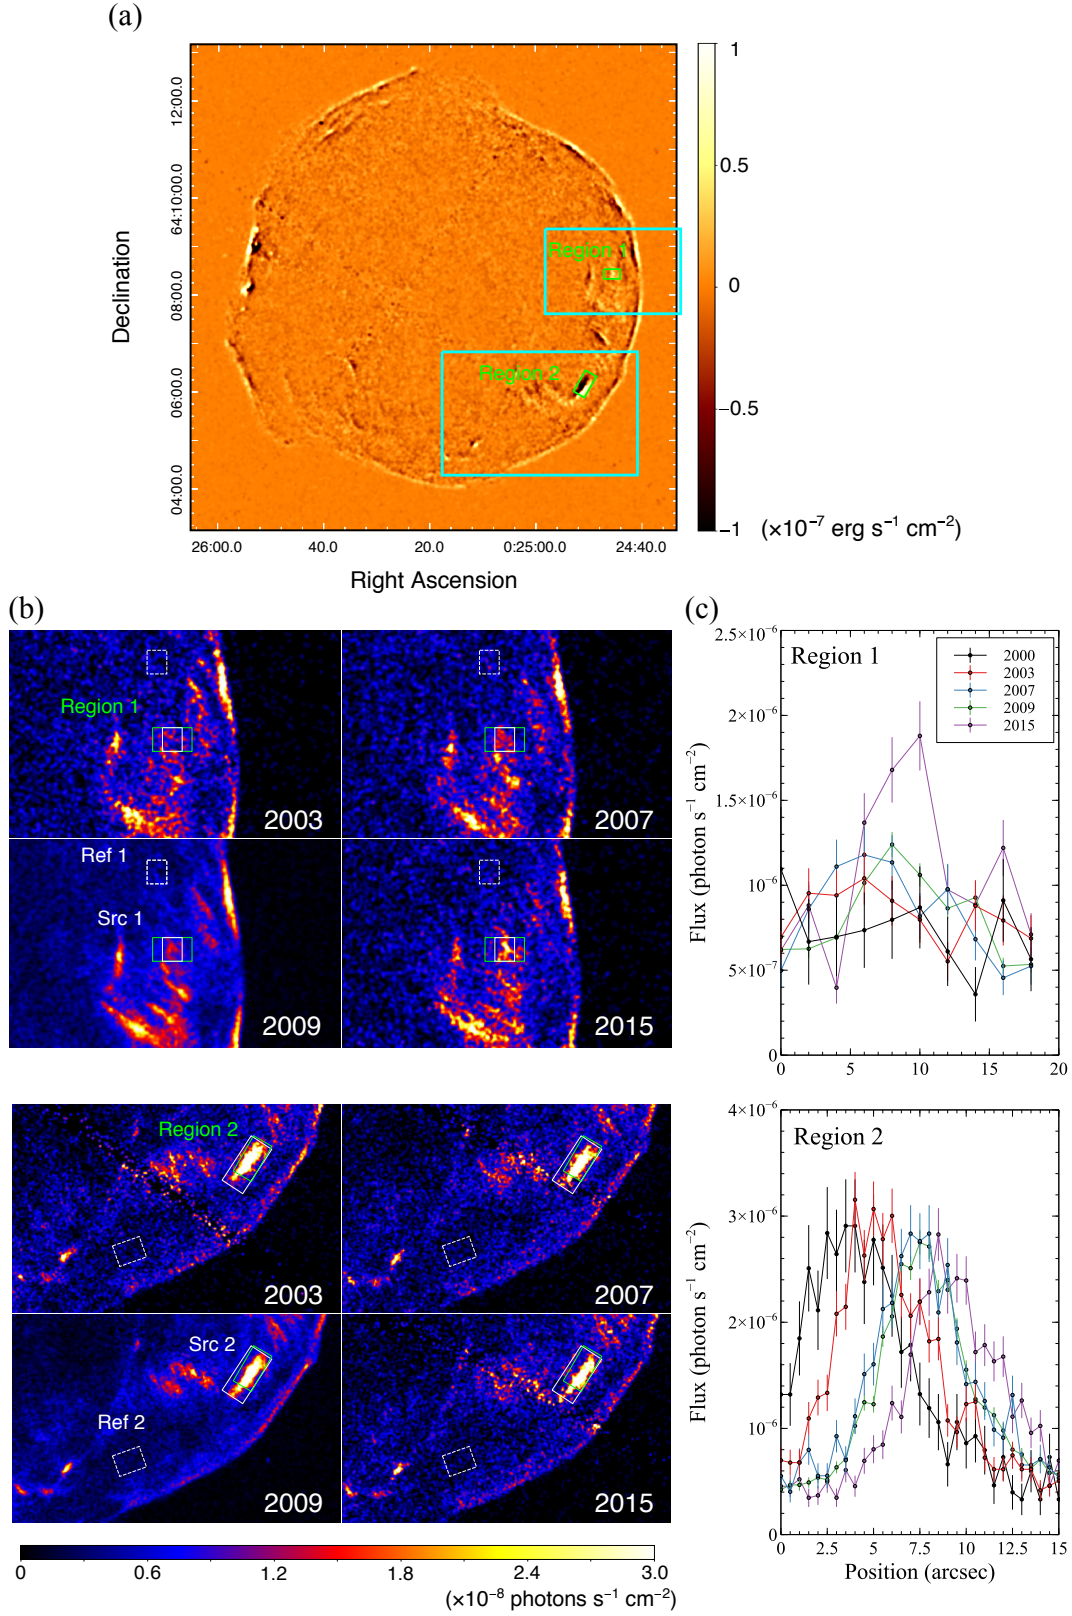 (a)
Declination
12:00.0
64:10:00.0
08:00.0
06:00.0
04:00.0
26:00.0 40.0 20.0 0:25:00.0 24:40.0
Right Ascension
Region 1
Region 2
1
0.5
0
−0.5
−1 (×10⁻⁷ erg s⁻¹ cm⁻²)
(b)
Region 1
2003
2007
Ref 1
Src 1
2009
2015
Region 2
2003
2007
Src 2
Ref 2
2009
2015
0 0.6 1.2 1.8 2.4 3.0
(×10⁻⁸ photons s⁻¹ cm⁻²)
(c)
Region 1
2000
2003
2007
2009
2015
Flux (photon s⁻¹ cm⁻²)
2.5×10⁻⁶
2×10⁻⁶
1.5×10⁻⁶
1×10⁻⁶
5×10⁻⁷
0
0 5 10 15 20
Region 2
Flux (photon s⁻¹ cm⁻²)
4×10⁻⁶
3×10⁻⁶
2×10⁻⁶
1×10⁻⁶
0
0 2.5 5 7.5 10 12.5 15
Position (arcsec)